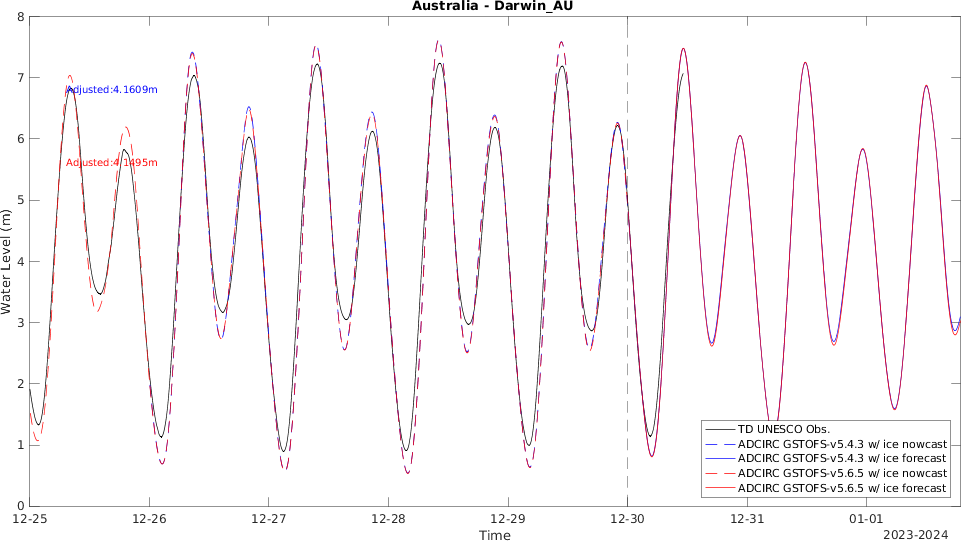 Australia - Darwin_AU
8
7
6
5
4
3
2
1
0
Water Level (m)
Adjusted:4.1609m
Adjusted:4.1495m
TD UNESCO Obs.
ADCIRC GSTOFS-v5.4.3 w/ ice nowcast
ADCIRC GSTOFS-v5.4.3 w/ ice forecast
ADCIRC GSTOFS-v5.6.5 w/ ice nowcast
ADCIRC GSTOFS-v5.6.5 w/ ice forecast
12-25 12-26 12-27 12-28 12-29 12-30 12-31 01-01
Time
2023-2024